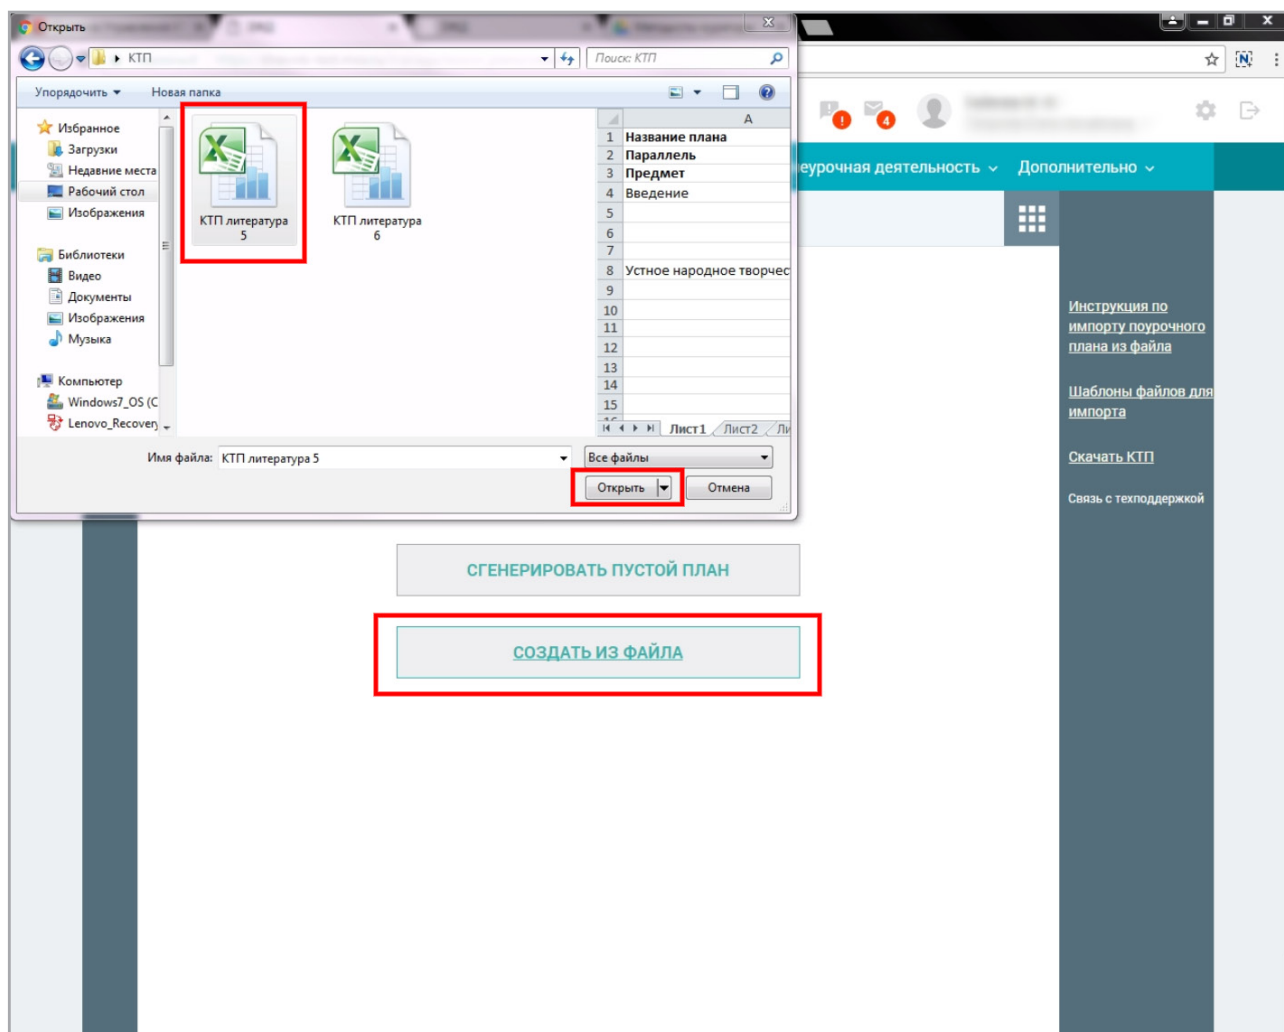 Открыть
КТП
Поиск: КТП
Упорядочить
Новая папка
Избранное
Загрузки
Недавние места
Рабочий стол
Изображения
Библиотеки
Видео
Документы
Изображения
Музыка
Компьютер
Windows7_OS (C
Lenovo_Recovery
КТП литература
5
КТП литература
6
A
1 Название плана
2 Параллель
3 Предмет
4 Введение
5
6
7
8 Устное народное творчес
9
10
11
12
13
14
15
Лист1 Лист2 Ли
Имя файла: КТП литература 5
Все файлы
Открыть
Отмена
!
4
еурочная деятельность
Дополнительно
Инструкция по
импорту поурочного
плана из файла
Шаблоны файлов для
импорта
Скачать КТП
Связь с техподдержкой
СГЕНЕРИРОВАТЬ ПУСТОЙ ПЛАН
СОЗДАТЬ ИЗ ФАЙЛА